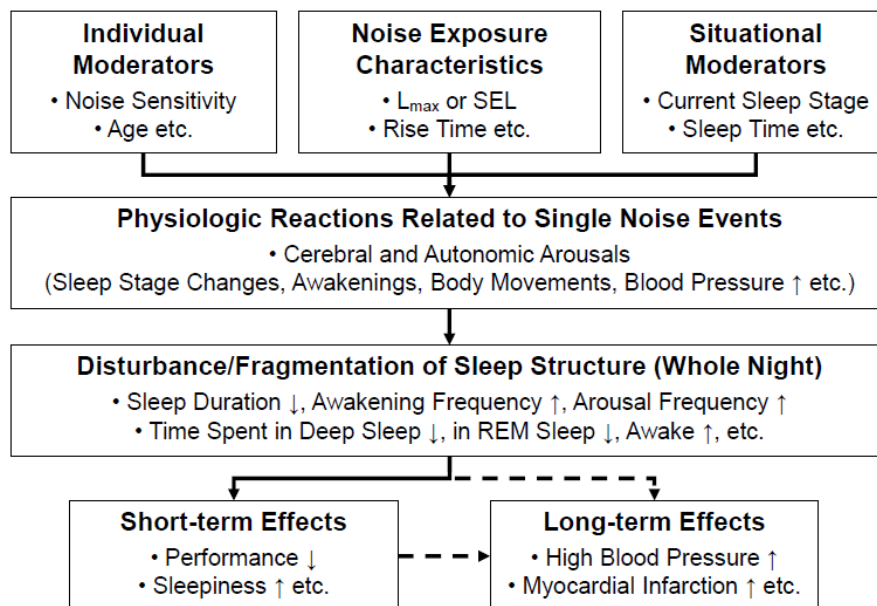 Individual
Moderators
• Noise Sensitivity
• Age etc.
Noise Exposure
Characteristics
• Lmax or SEL
• Rise Time etc.
Situational
Moderators
• Current Sleep Stage
• Sleep Time etc.
Physiologic Reactions Related to Single Noise Events
• Cerebral and Autonomic Arousals
(Sleep Stage Changes, Awakenings, Body Movements, Blood Pressure ↑ etc.)
Disturbance/Fragmentation of Sleep Structure (Whole Night)
• Sleep Duration ↓, Awakening Frequency ↑, Arousal Frequency ↑
• Time Spent in Deep Sleep ↓, in REM Sleep ↓, Awake ↑, etc.
Short-term Effects
• Performance ↓
• Sleepiness ↑ etc.
Long-term Effects
• High Blood Pressure ↑
• Myocardial Infarction ↑ etc.